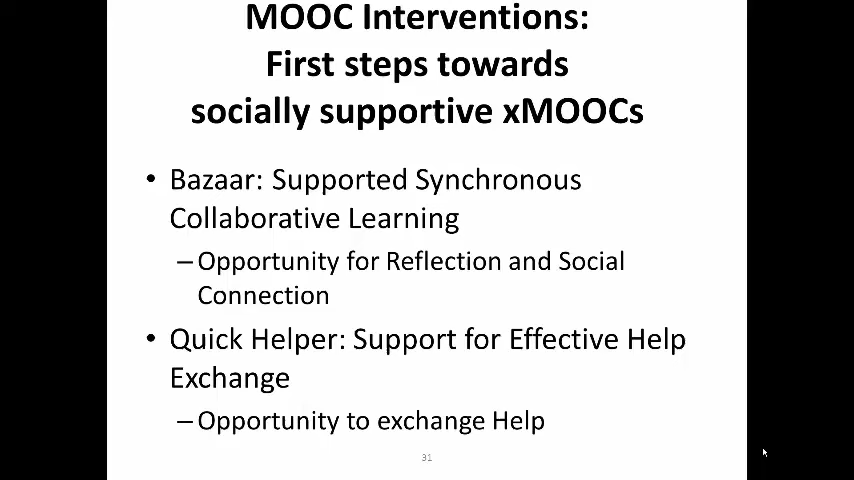 MOOC Interventions:
First steps towards
socially supportive xMOOCs
• Bazaar: Supported Synchronous
Collaborative Learning
–Opportunity for Reflection and Social
Connection
• Quick Helper: Support for Effective Help
Exchange
–Opportunity to exchange Help
31